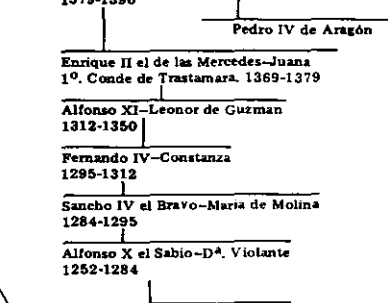 1379-1390
Pedro IV de Aragón
Enrique II el de las Mercedes–Juana
1º. Conde de Trastamara. 1369-1379
Alfonso XI–Leonor de Guzman
1312-1350
Fernando IV–Constanza
1295-1312
Sancho IV el Bravo–Maria de Molina
1284-1295
Alfonso X el Sabio–Dª. Violante
1252-1284